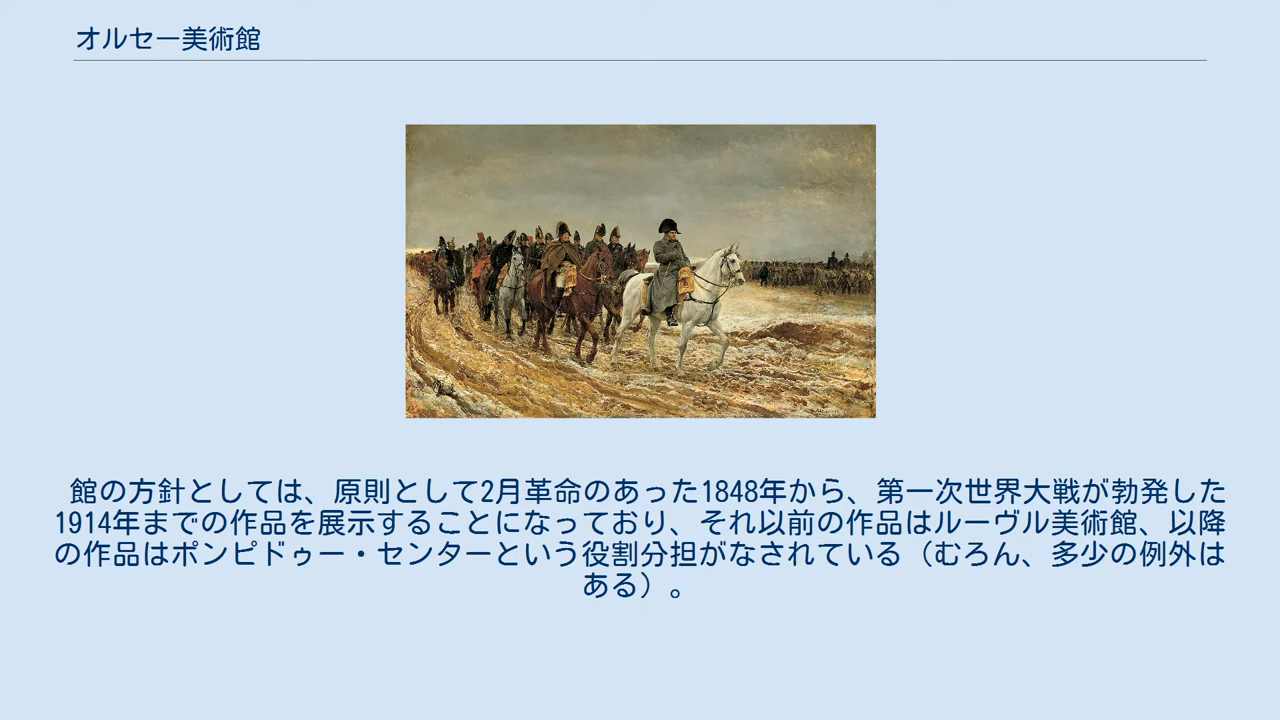 オルセー美術館
館の方針としては、原則として2月革命のあった1848年から、第一次世界大戦が勃発した
1914年までの作品を展示することになっており、それ以前の作品はルーヴル美術館、以降
の作品はポンピドゥー・センターという役割分担がなされている（むろん、多少の例外は
ある）。